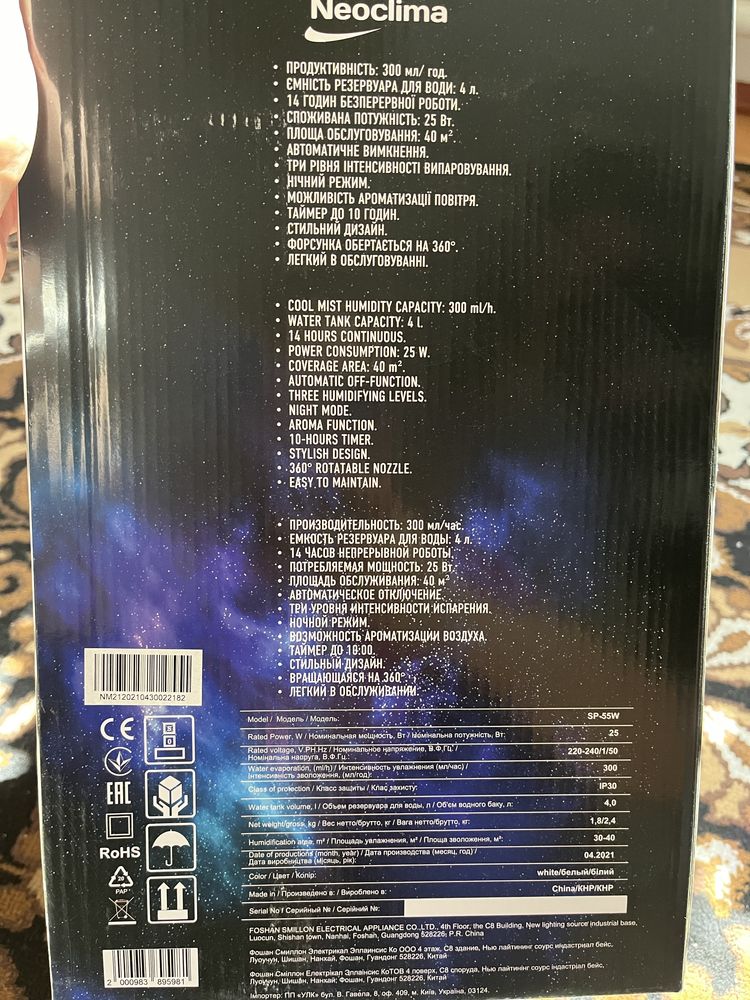 Neoclima
• ПРОДУКТИВНІСТЬ: 300 мл/ год.
• ЄМНІСТЬ РЕЗЕРВУАРА ДЛЯ ВОДИ: 4 л.
• 14 ГОДИН БЕЗПЕРЕРВНОЇ РОБОТИ.
• СПОЖИВАНА ПОТУЖНІСТЬ: 25 Вт.
• ПЛОЩА ОБСЛУГОВУВАННЯ: 40 м².
• АВТОМАТИЧНЕ ВИМКНЕННЯ.
• ТРИ РІВНЯ ІНТЕНСИВНОСТІ ВИПАРОВУВАННЯ.
• НІЧНИЙ РЕЖИМ.
• МОЖЛИВІСТЬ АРОМАТИЗАЦІЇ ПОВІТРЯ.
• ТАЙМЕР ДО 10 ГОДИН.
• СТИЛЬНИЙ ДИЗАЙН.
• ФОРСУНКА ОБЕРТАЄТЬСЯ НА 360°.
• ЛЕГКИЙ В ОБСЛУГОВУВАННІ.
• COOL MIST HUMIDITY CAPACITY: 300 ml/h.
• WATER TANK CAPACITY: 4 l.
• 14 HOURS CONTINUOUS.
• POWER CONSUMPTION: 25 W.
• COVERAGE AREA: 40 m².
• AUTOMATIC OFF-FUNCTION.
• THREE HUMIDIFYING LEVELS.
• NIGHT MODE.
• AROMA FUNCTION.
• 10-HOURS TIMER.
• STYLISH DESIGN.
• 360° ROTATABLE NOZZLE.
• EASY TO MAINTAIN.
• ПРОИЗВОДИТЕЛЬНОСТЬ: 300 мл/час.
• ЕМКОСТЬ РЕЗЕРВУАРА ДЛЯ ВОДЫ: 4 л.
• 14 ЧАСОВ НЕПРЕРЫВНОЙ РАБОТЫ.
• ПОТРЕБЛЯЕМАЯ МОЩНОСТЬ: 25 Вт.
• ПЛОЩАДЬ ОБСЛУЖИВАНИЯ: 40 м²
• АВТОМАТИЧЕСКОЕ ОТКЛЮЧЕНИЕ.
• ТРИ УРОВНЯ ИНТЕНСИВНОСТИ ИСПАРЕНИЯ.
• НОЧНОЙ РЕЖИМ.
• ВОЗМОЖНОСТЬ АРОМАТИЗАЦИИ ВОЗДУХА.
• ТАЙМЕР ДО 10:00.
• СТИЛЬНЫЙ ДИЗАЙН.
• ВРАЩАЮЩАЯСЯ НА 360°
• ЛЕГКИЙ В ОБСЛУЖИВАНИИ.
NM2120210430022182
CE
EAC
RoHS
20
PAP
2 000983 895981
Model / Модель / Модель: SP-55W
Rated Power, W / Номинальная мощность, Вт / Номінальна потужність, Вт: 25
Rated voltage, V.PH.Hz / Номинальное напряжение, В.Ф.Гц: / 220-240/1/50
Номінальна напруга, В.Ф.Гц.:
Water evaporation, (ml/h) / Интенсивность увлажнения (мл/час) / 300
Інтенсивність зволоження, (мл/год):
Class of protection / Класс защиты / Клас захисту: IP30
Water tank volume, l / Объем резервуара для воды, л / Об'єм водного баку, л: 4,0
Net weight/gross, kg / Вес нетто/брутто, кг / Вага нетто/брутто, кг: 1,8/2,4
Humidification area, m² / Площадь увлажнения, м² / Площа зволоження, м²: 30-40
Date of productions (month, year) / Дата производства (месяц, год) / 04.2021
Дата виробництва (місяць, рік):
Color / Цвет / Колір: white/белый/білий
Made in / Произведено в: / Вироблено в: China/КНР/КНР
Serial No / Серийный № / Серійний №:
FOSHAN SMILLON ELECTRICAL APPLIANCE CO., LTD., 4th Floor, the C8 Building, New lighting source industrial base,
Luocun, Shishan town, Nanhai, Foshan, Guangdong 528226, P.R. China
Фошан Смиллон Электрикал Эплаинсис Ко ООО 4 этаж, С8 здание, Нью лайтининг соурс индастриал бейс,
Луоучун, Шишан, Нанхай, Фошан, Гуандонг 528226, Китай
Фошан Смиллон Електрікал Эплаінсис КоТОВ 4 поверх, С8 споруда, Нью лайтининг соурс індастріал бейс,
Луоучун, Шишан, Нанхай, Фошан, Гуандонг 528226, Китай
Імпортер: ПП «УЛК» бул. В. Гавела, 8, оф. 409, м. Київ, Україна, 03124.